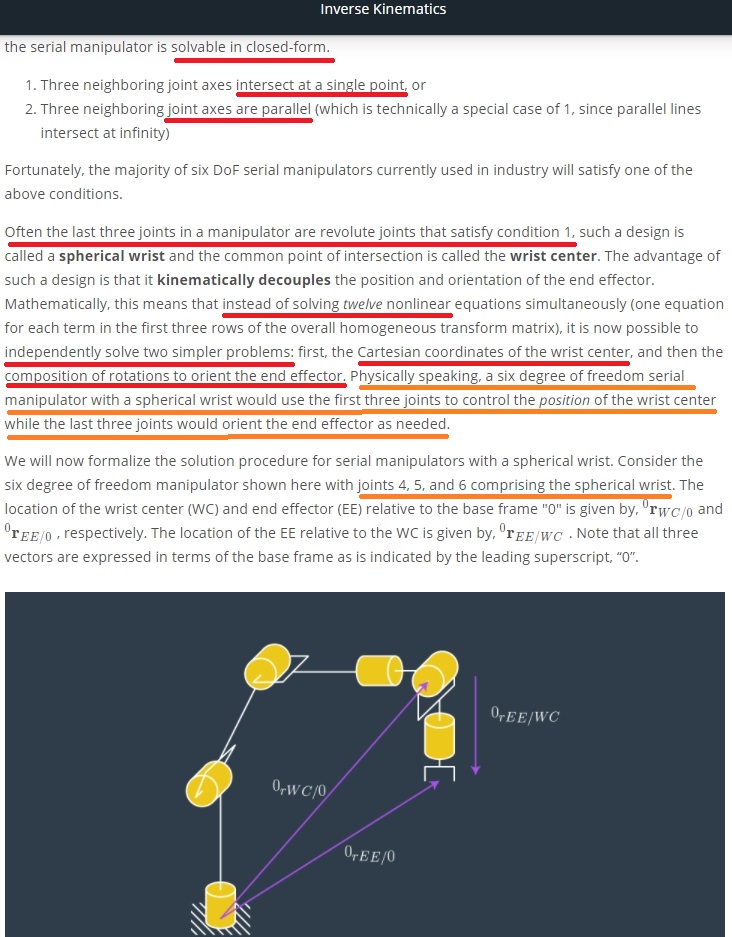 Inverse Kinematics
the serial manipulator is solvable in closed-form.
1. Three neighboring joint axes intersect at a single point, or
2. Three neighboring joint axes are parallel (which is technically a special case of 1, since parallel lines
intersect at infinity)
Fortunately, the majority of six DoF serial manipulators currently used in industry will satisfy one of the
above conditions.
Often the last three joints in a manipulator are revolute joints that satisfy condition 1, such a design is
called a spherical wrist and the common point of intersection is called the wrist center. The advantage of
such a design is that it kinematically decouples the position and orientation of the end effector.
Mathematically, this means that instead of solving twelve nonlinear equations simultaneously (one equation
for each term in the first three rows of the overall homogeneous transform matrix), it is now possible to
independently solve two simpler problems: first, the Cartesian coordinates of the wrist center, and then the
composition of rotations to orient the end effector. Physically speaking, a six degree of freedom serial
manipulator with a spherical wrist would use the first three joints to control the position of the wrist center
while the last three joints would orient the end effector as needed.
We will now formalize the solution procedure for serial manipulators with a spherical wrist. Consider the
six degree of freedom manipulator shown here with joints 4, 5, and 6 comprising the spherical wrist. The
location of the wrist center (WC) and end effector (EE) relative to the base frame "0" is given by, ⁰r_WC/0 and
⁰r_EE/0 , respectively. The location of the EE relative to the WC is given by, ⁰r_EE/WC . Note that all three
vectors are expressed in terms of the base frame as is indicated by the leading superscript, “0”.
⁰rEE/WC
⁰rWC/0
⁰rEE/0